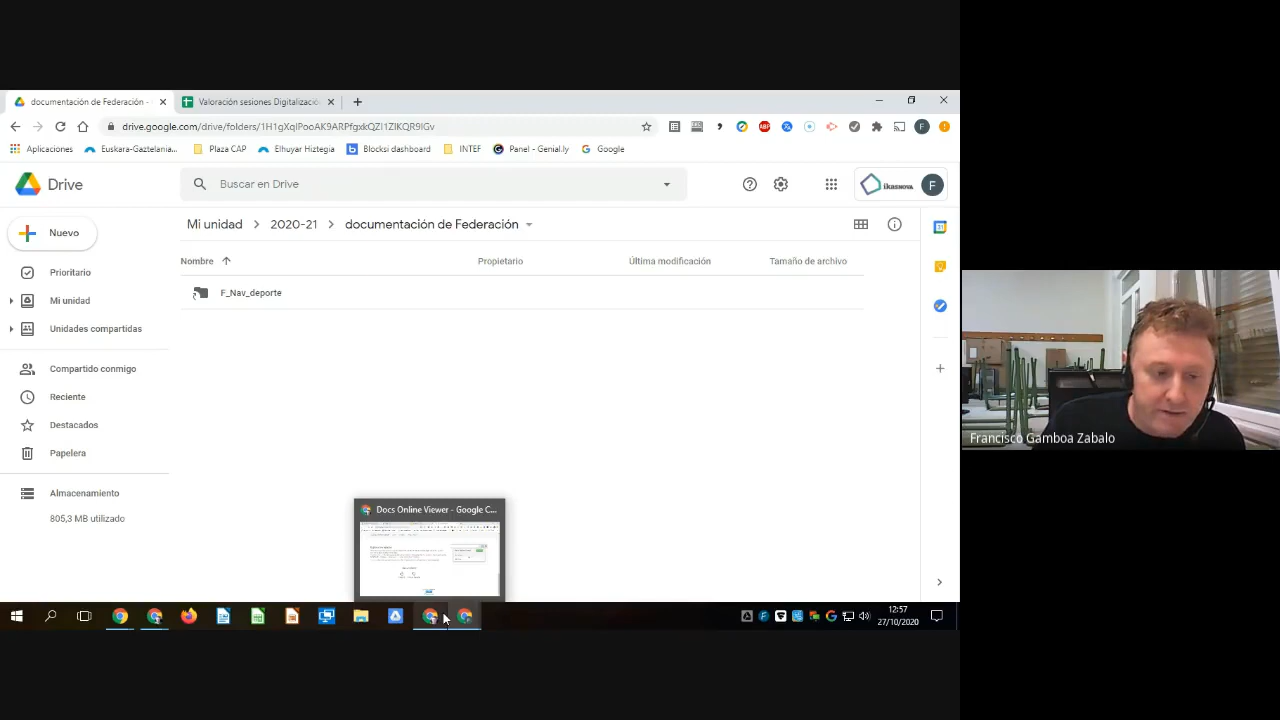 documentación de Federación -
Valoración sesiones Digitalizació
drive.google.com/drive/folders/1H1gXqIPooAK9ARPfgxkQZI1ZIKQR9IGv
Aplicaciones
Euskara-Gaztelania...
Plaza CAP
Elhuyar Hiztegia
Blocksi dashboard
INTEF
Panel - Genial.ly
Google
Drive
Buscar en Drive
ikasnova
F
Nuevo
Mi unidad
2020-21
documentación de Federación
Nombre
Propietario
Última modificación
Tamaño de archivo
F_Nav_deporte
Prioritario
Mi unidad
Unidades compartidas
Compartido conmigo
Reciente
Destacados
Papelera
Almacenamiento
805,3 MB utilizado
Docs Online Viewer - Google C...
12:57
27/10/2020
Francisco Gamboa Zabalo